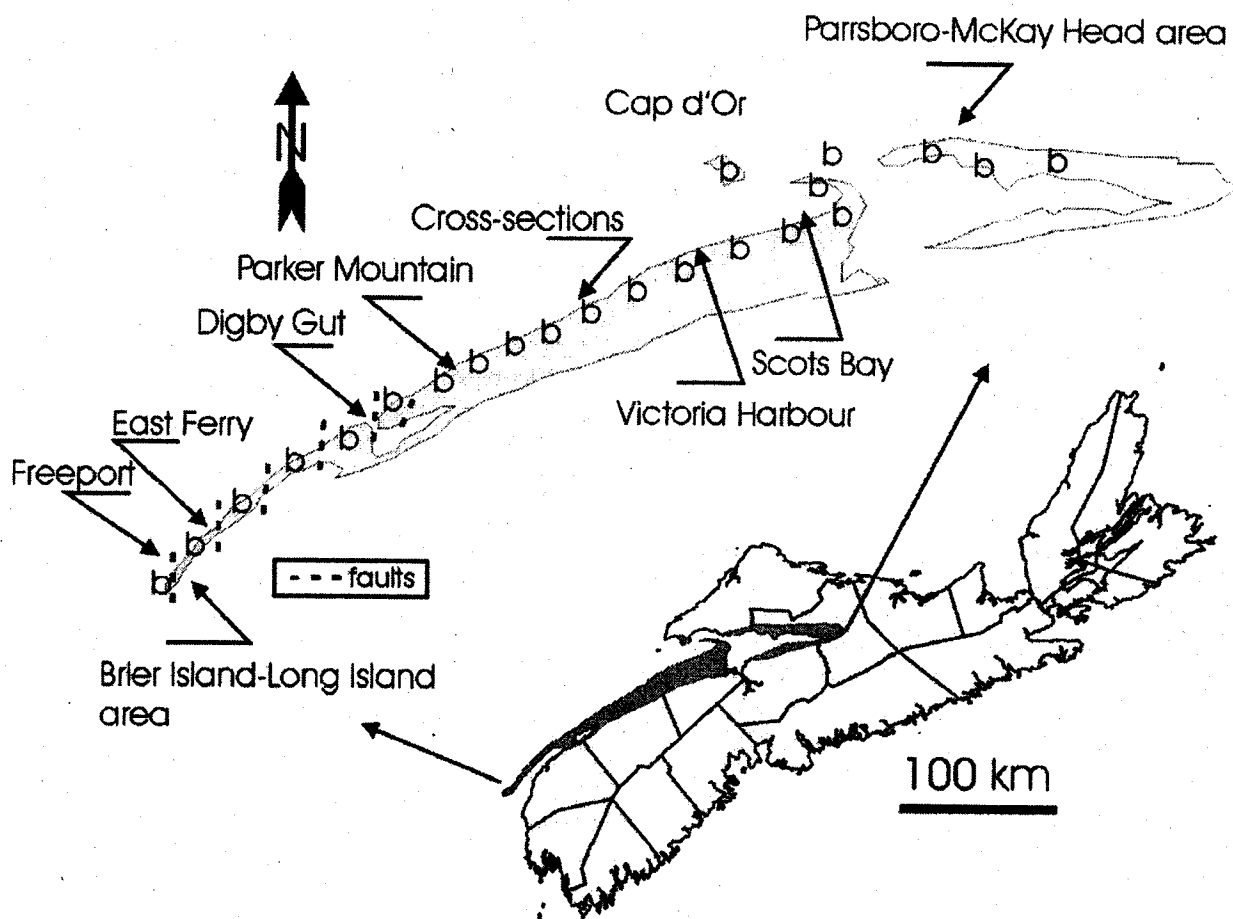 Parrsboro-McKay Head area
Cap d'Or
N
b
b
b
b
b
b
Cross-sections
b
b
b
b
Parker Mountain
b
b
b
b
b
Digby Gut
b
b
Scots Bay
b
Victoria Harbour
East Ferry
b
b
Freeport
b
b
b
- - - faults
Brier Island-Long Island
area
100 km